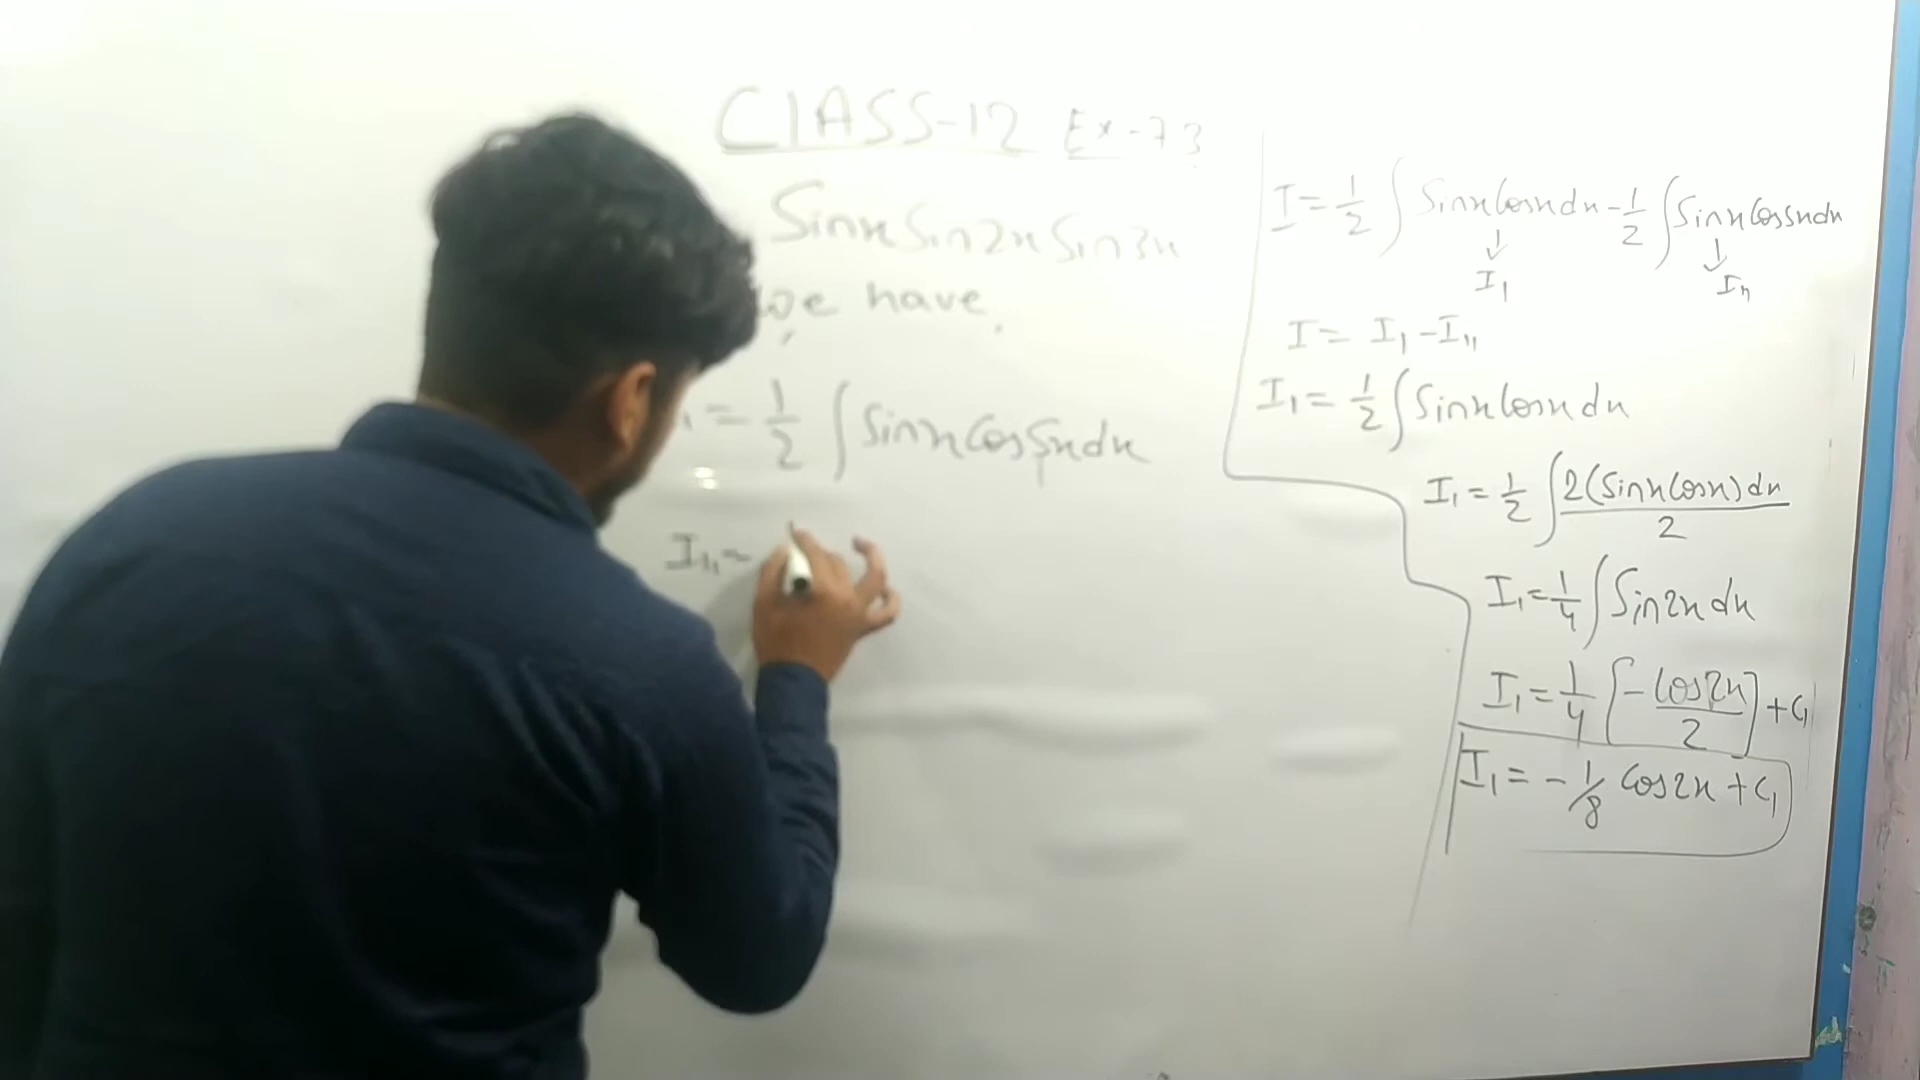 CLASS-12 Ex-7.3
Sinx Sin2x Sin3x
we have,
= 1/2 ∫ Sinx Cos5x dx
I₁₁ =
I = 1/2 ∫ Sinx Cosx dx - 1/2 ∫ Sinx Cos5x dx
↓ ↓
I₁ I₁₁
I = I₁ - I₁₁
I₁ = 1/2 ∫ Sinx Cosx dx
I₁ = 1/2 ∫ 2(Sinx Cosx) dx / 2
I₁ = 1/4 ∫ Sin2x dx
I₁ = 1/4 [-Cos2x / 2] + C₁
I₁ = -1/8 Cos2x + C₁